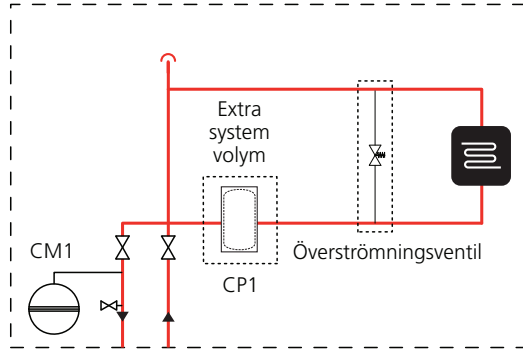 Extra
system
volym
CM1
Överströmningsventil
CP1